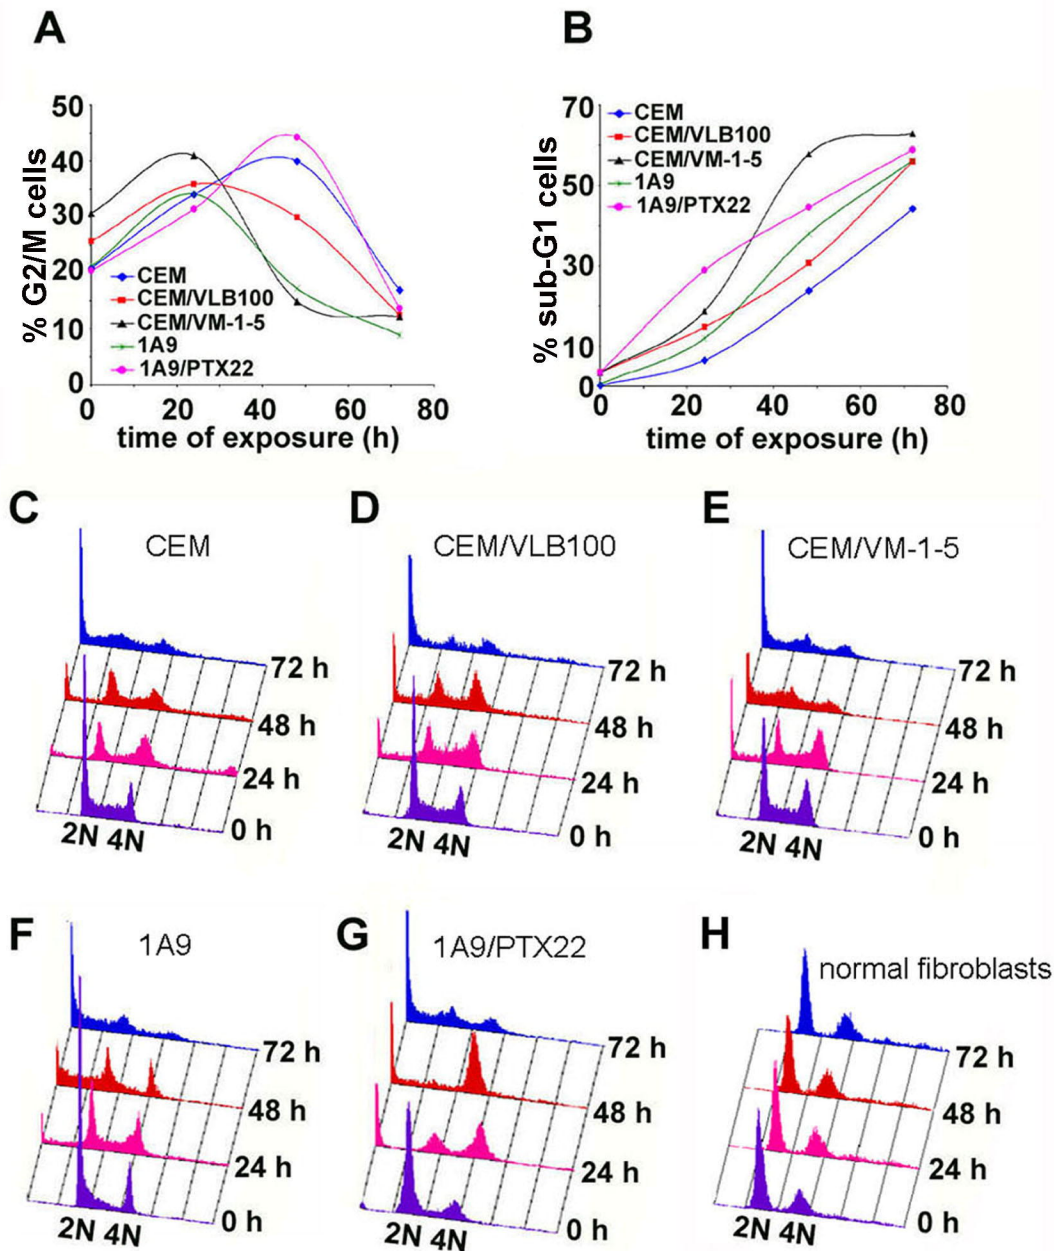 A
50
40
30
20
10
0
% G2/M cells
CEM
CEM/VLB100
CEM/VM-1-5
1A9
1A9/PTX22
0 20 40 60 80
time of exposure (h)
B
70
50
30
10
0
% sub-G1 cells
CEM
CEM/VLB100
CEM/VM-1-5
1A9
1A9/PTX22
0 20 40 60 80
time of exposure (h)
C
CEM
72 h
48 h
24 h
0 h
2N 4N
D
CEM/VLB100
72 h
48 h
24 h
0 h
2N 4N
E
CEM/VM-1-5
72 h
48 h
24 h
0 h
2N 4N
F
1A9
72 h
48 h
24 h
0 h
2N 4N
G
1A9/PTX22
72 h
48 h
24 h
0 h
2N 4N
H
normal fibroblasts
72 h
48 h
24 h
0 h
2N 4N